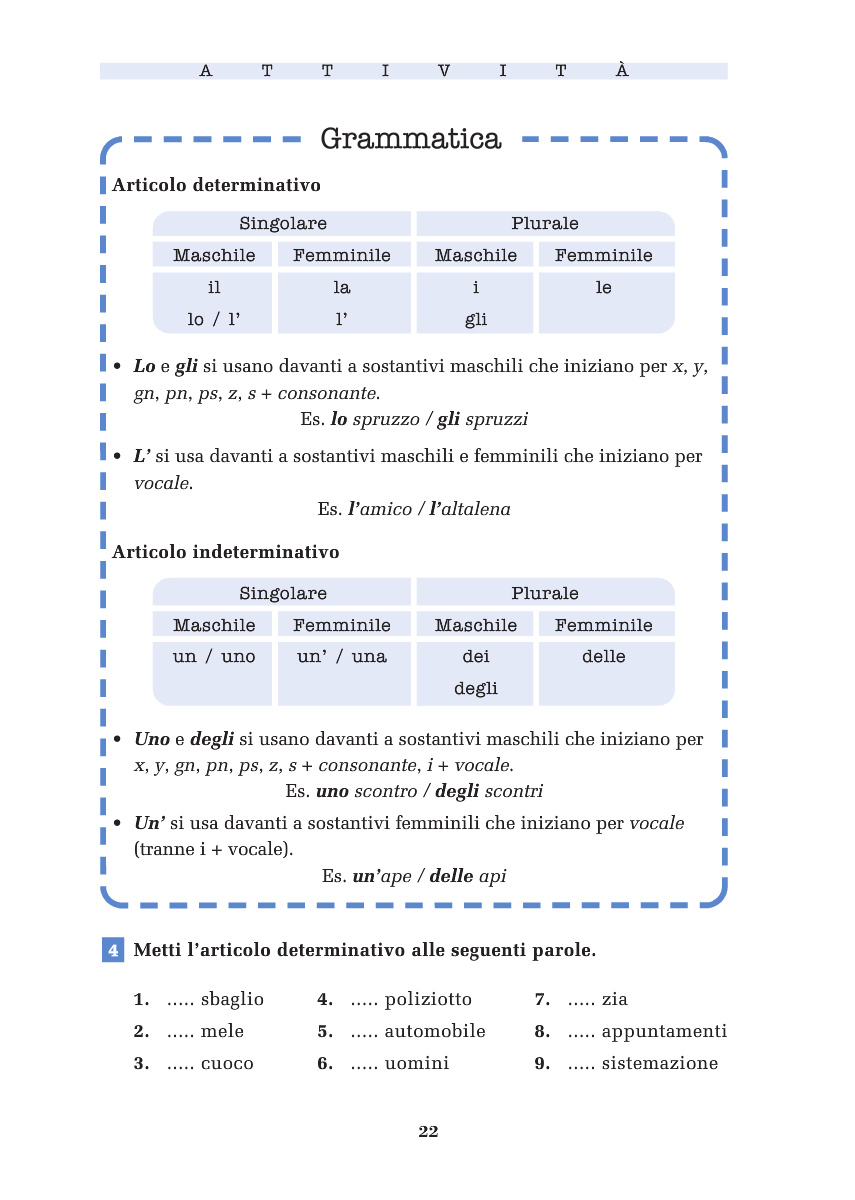 A T T I V I T À
Grammatica
Articolo determinativo
Singolare Plurale
Maschile Femminile Maschile Femminile
il la i le
lo / l’ l’ gli
• Lo e gli si usano davanti a sostantivi maschili che iniziano per x, y,
gn, pn, ps, z, s + consonante.
Es. lo spruzzo / gli spruzzi
• L’ si usa davanti a sostantivi maschili e femminili che iniziano per
vocale.
Es. l’amico / l’altalena
Articolo indeterminativo
Singolare Plurale
Maschile Femminile Maschile Femminile
un / uno un’ / una dei delle
degli
• Uno e degli si usano davanti a sostantivi maschili che iniziano per
x, y, gn, pn, ps, z, s + consonante, i + vocale.
Es. uno scontro / degli scontri
• Un’ si usa davanti a sostantivi femminili che iniziano per vocale
(tranne i + vocale).
Es. un’ape / delle api
4 Metti l’articolo determinativo alle seguenti parole.
1. ..... sbaglio 4. ..... poliziotto 7. ..... zia
2. ..... mele 5. ..... automobile 8. ..... appuntamenti
3. ..... cuoco 6. ..... uomini 9. ..... sistemazione
22